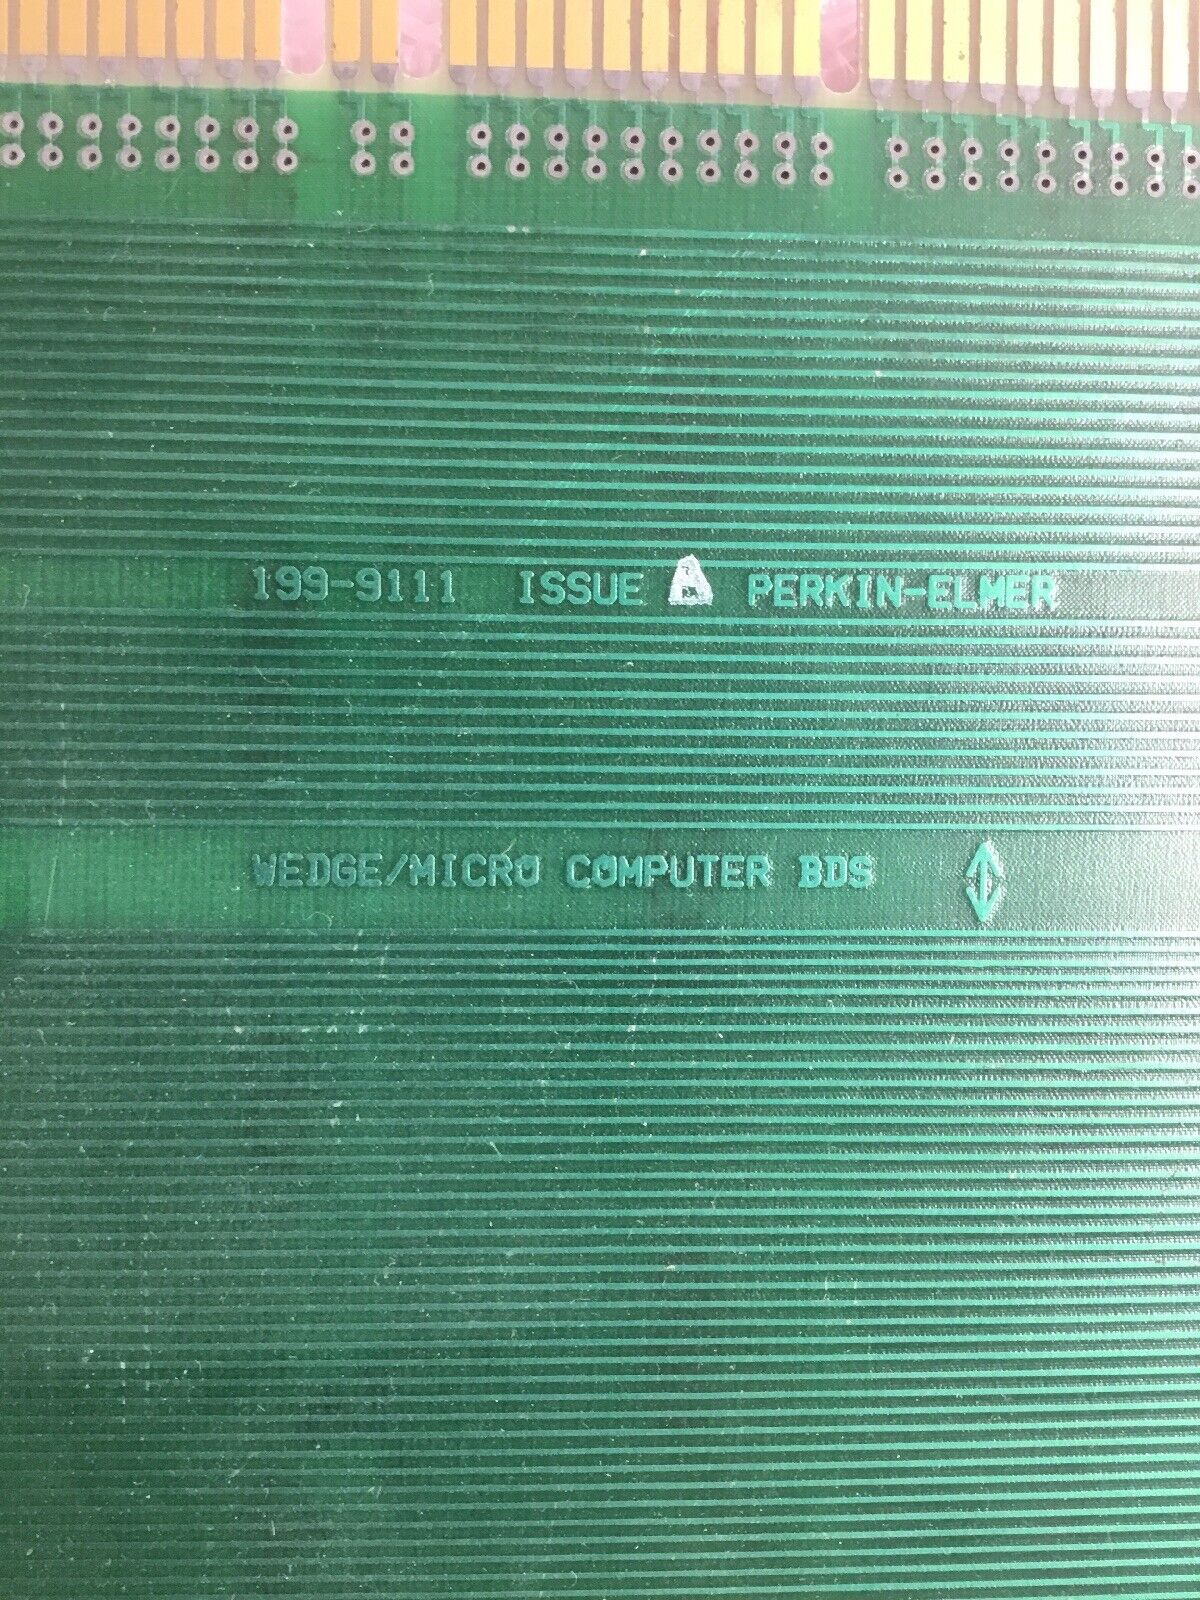 199-9111 ISSUE A PERKIN-ELMER
WEDGE/MICRO COMPUTER BDS